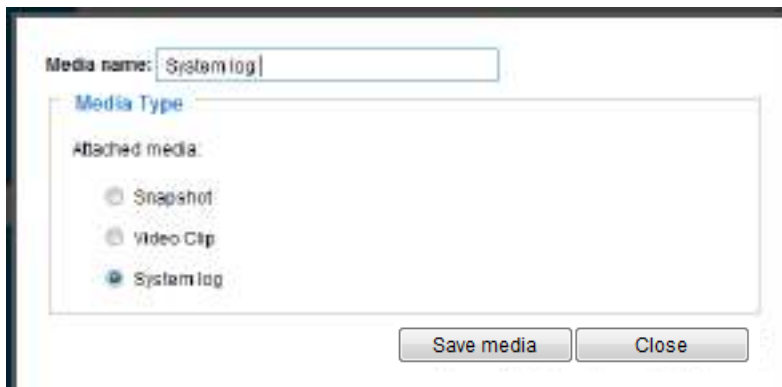 Media name: System log
Media Type
Attached media:
Snapshot
Video Clip
System log
Save media Close